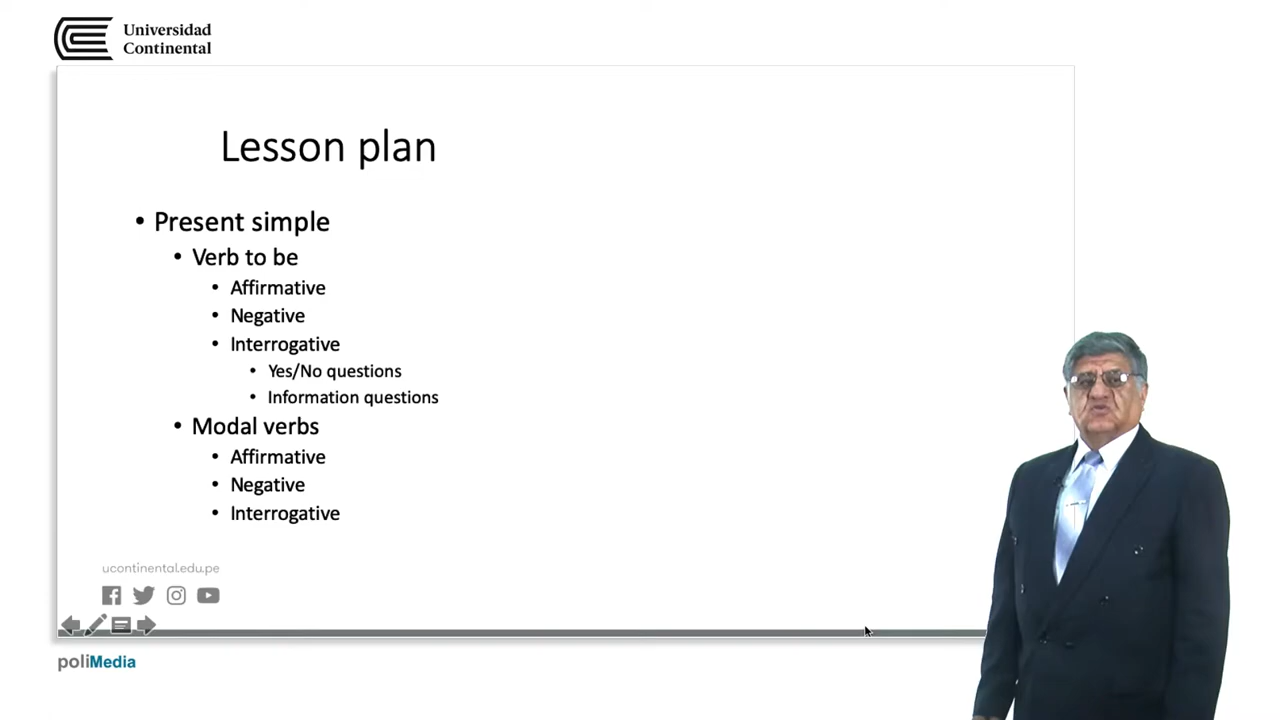 Universidad
Continental
Lesson plan
• Present simple
• Verb to be
• Affirmative
• Negative
• Interrogative
• Yes/No questions
• Information questions
• Modal verbs
• Affirmative
• Negative
• Interrogative
ucontinental.edu.pe
poliMedia